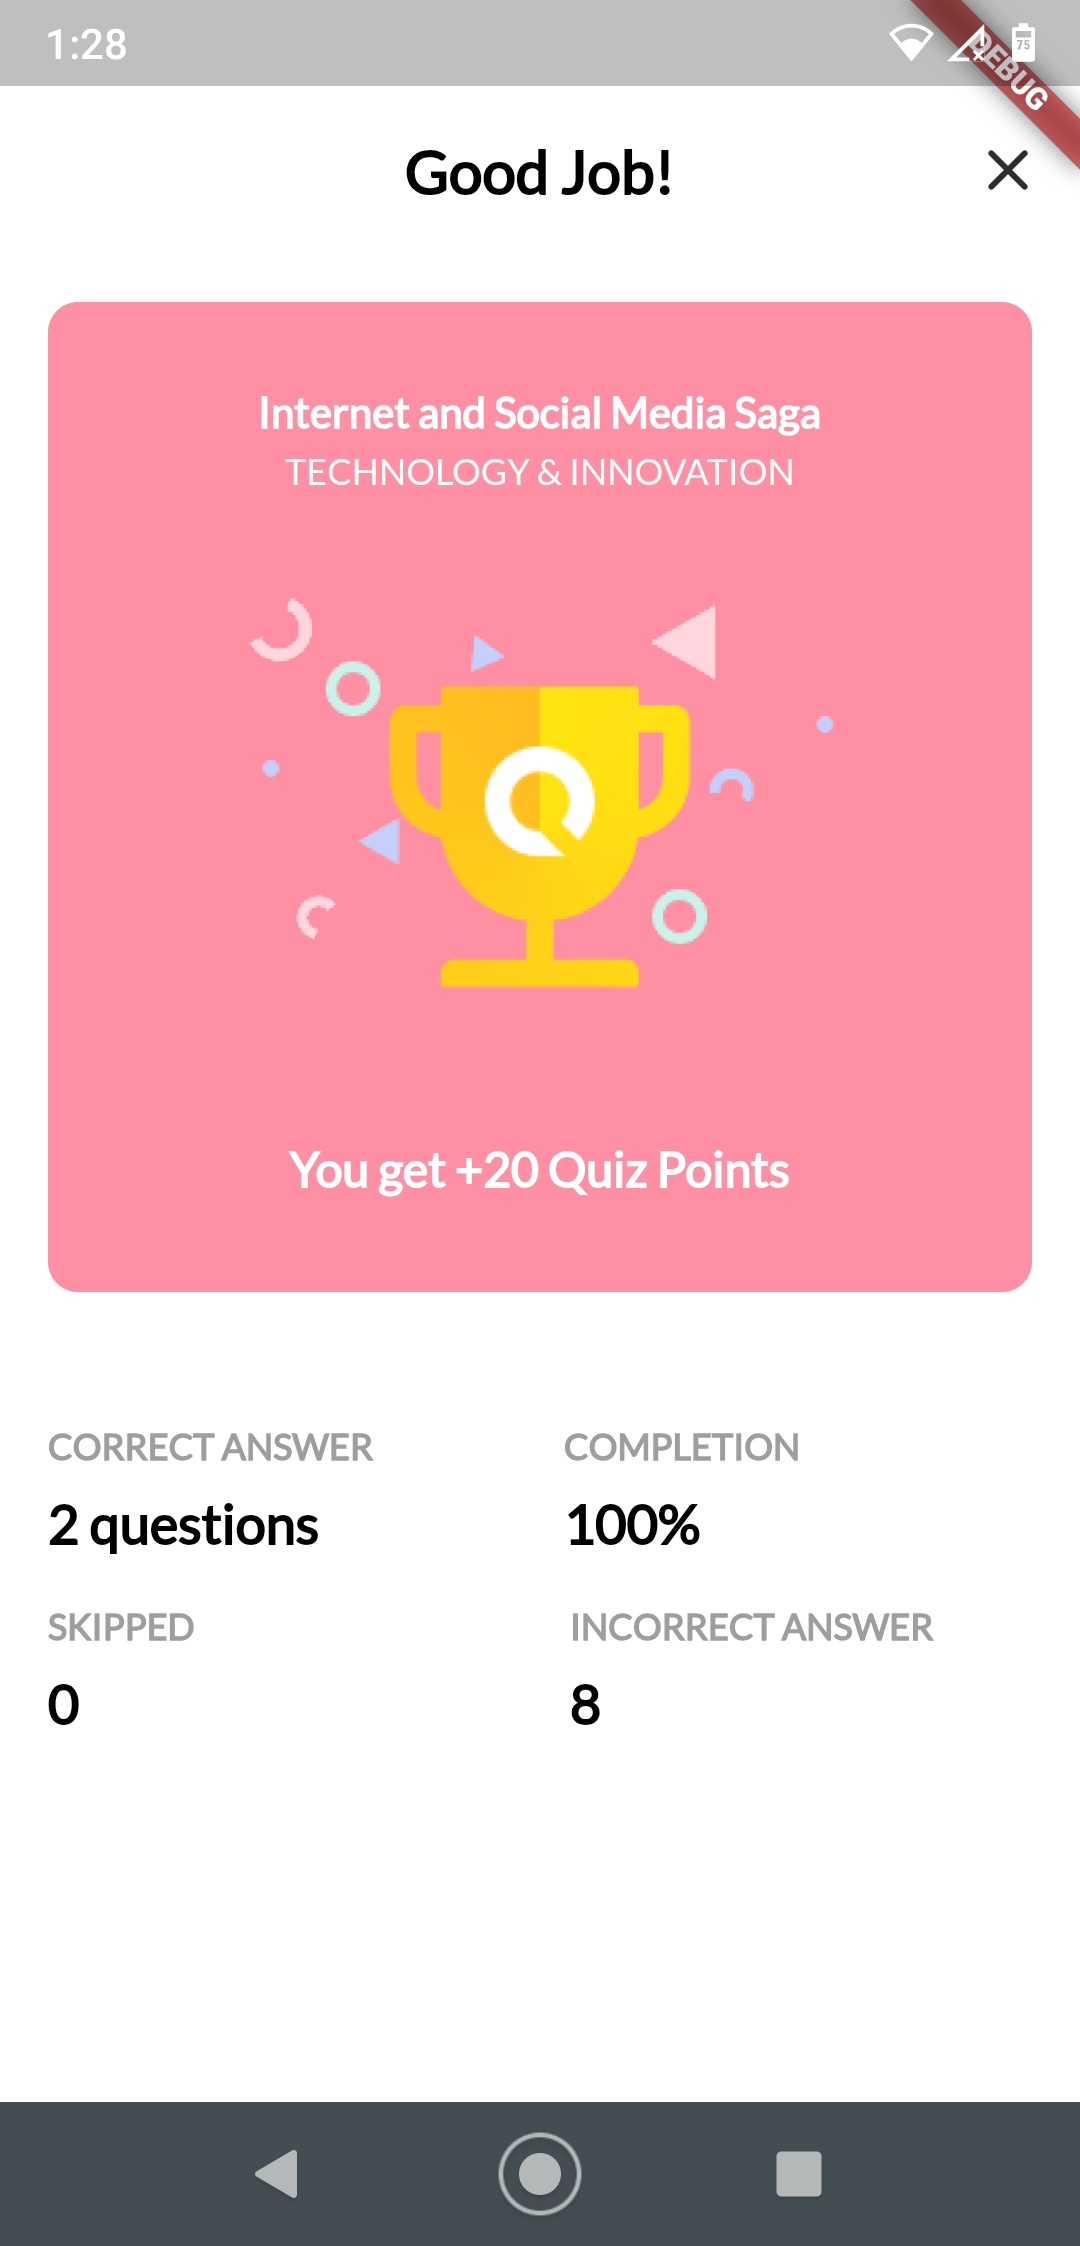 1:28
75
DEBUG
Good Job!
Internet and Social Media Saga
TECHNOLOGY & INNOVATION
You get +20 Quiz Points
CORRECT ANSWER
COMPLETION
2 questions
100%
SKIPPED
INCORRECT ANSWER
0
8